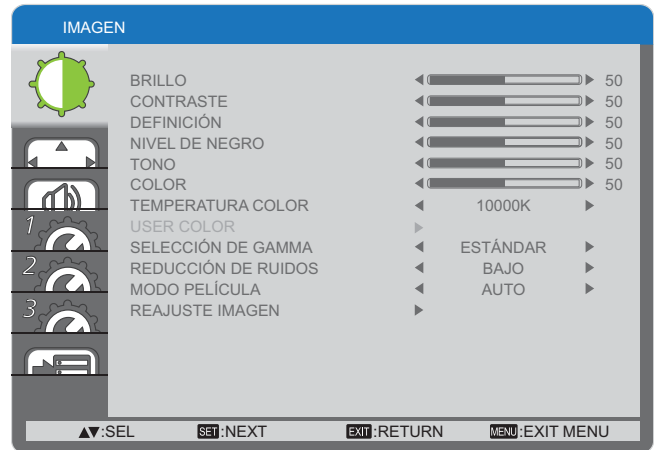 IMAGEN
BRILLO 50
CONTRASTE 50
DEFINICIÓN 50
NIVEL DE NEGRO 50
TONO 50
COLOR 50
TEMPERATURA COLOR 10000K
USER COLOR
SELECCIÓN DE GAMMA ESTÁNDAR
REDUCCIÓN DE RUIDOS BAJO
MODO PELÍCULA AUTO
REAJUSTE IMAGEN
1
2
3
:SEL SET:NEXT EXIT:RETURN MENU:EXIT MENU